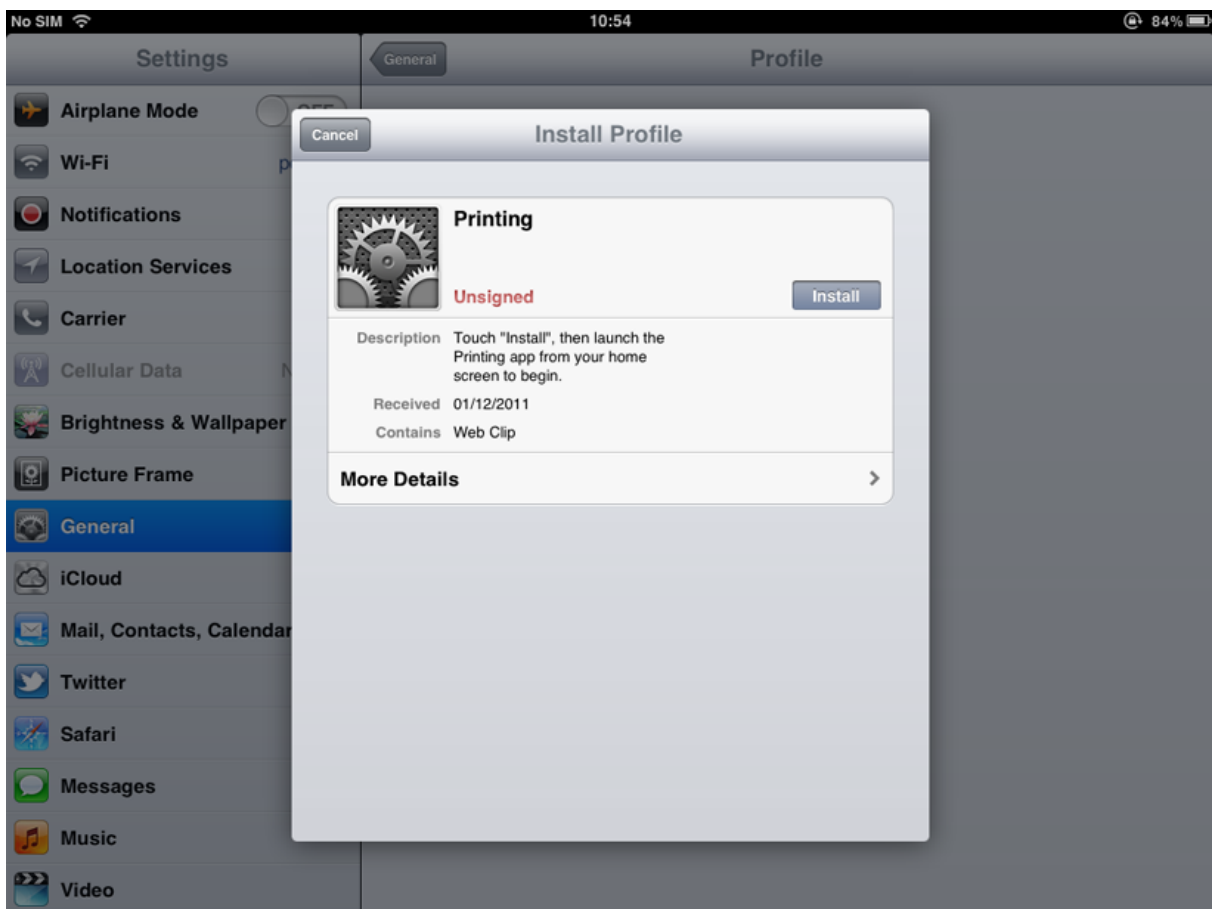 No SIM 10:54 84%
Settings
General
Profile
Airplane Mode
Wi-Fi
Notifications
Location Services
Carrier
Cellular Data
Brightness & Wallpaper
Picture Frame
General
iCloud
Mail, Contacts, Calendar
Twitter
Safari
Messages
Music
Video
Cancel
Install Profile
Printing
Unsigned
Install
Description Touch "Install", then launch the
Printing app from your home
screen to begin.
Received 01/12/2011
Contains Web Clip
More Details